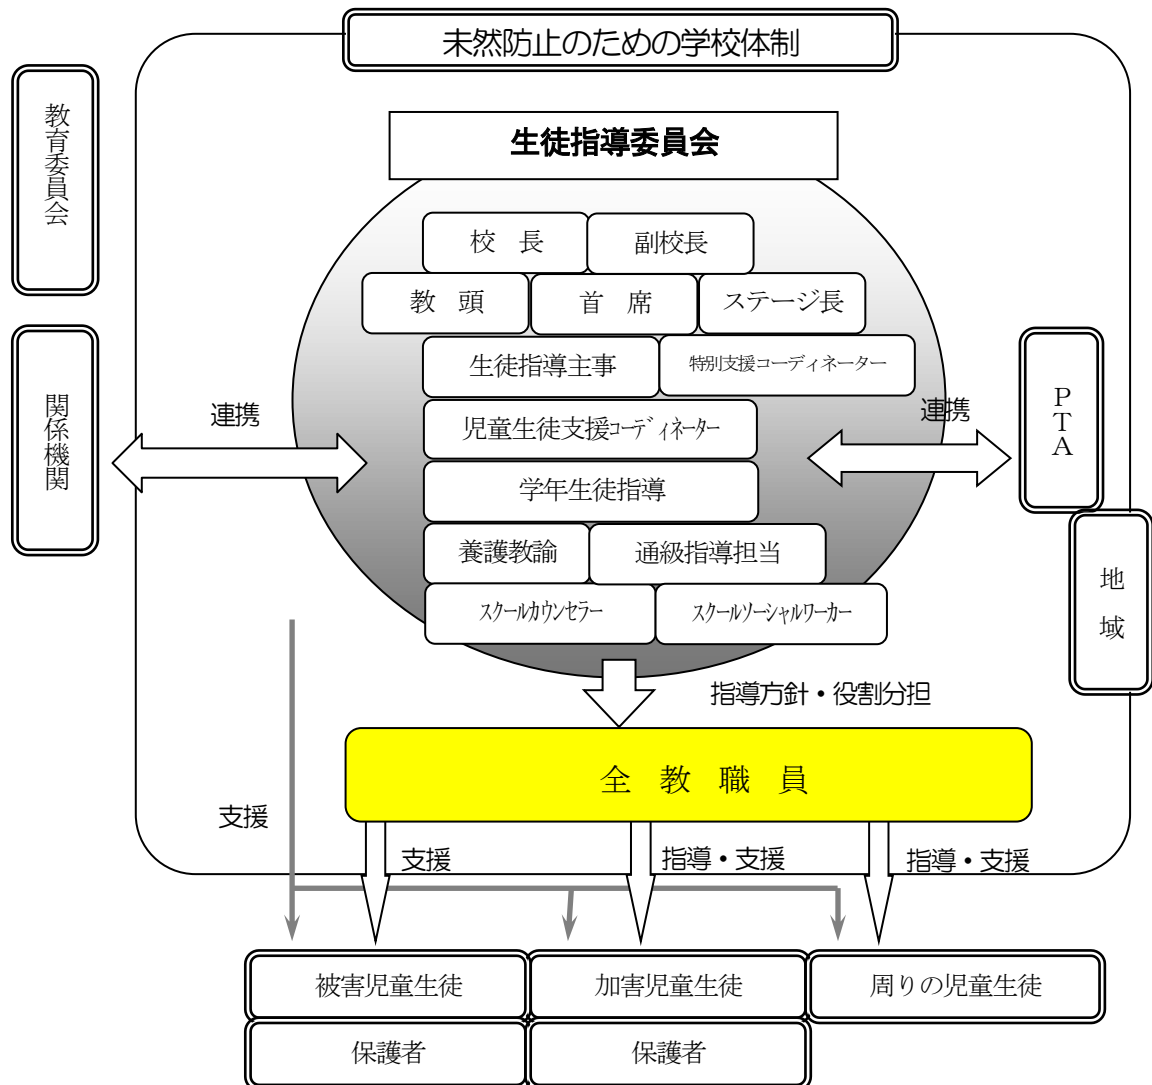 未然防止のための学校体制
教育委員会
生徒指導委員会
校　長
副校長
教　頭
首　席
ステージ長
生徒指導主事
特別支援コーディネーター
児童生徒支援ｺｰﾃﾞｨﾈｰﾀｰ
学年生徒指導
養護教諭
通級指導担当
ｽｸｰﾙｶｳﾝｾﾗｰ
ｽｸｰﾙｿｰｼｬﾙﾜｰｶｰ
関係機関
連携
連携
ＰＴＡ
地域
指導方針・役割分担
全　教　職　員
支援
支援
指導・支援
指導・支援
被害児童生徒
加害児童生徒
周りの児童生徒
保護者
保護者